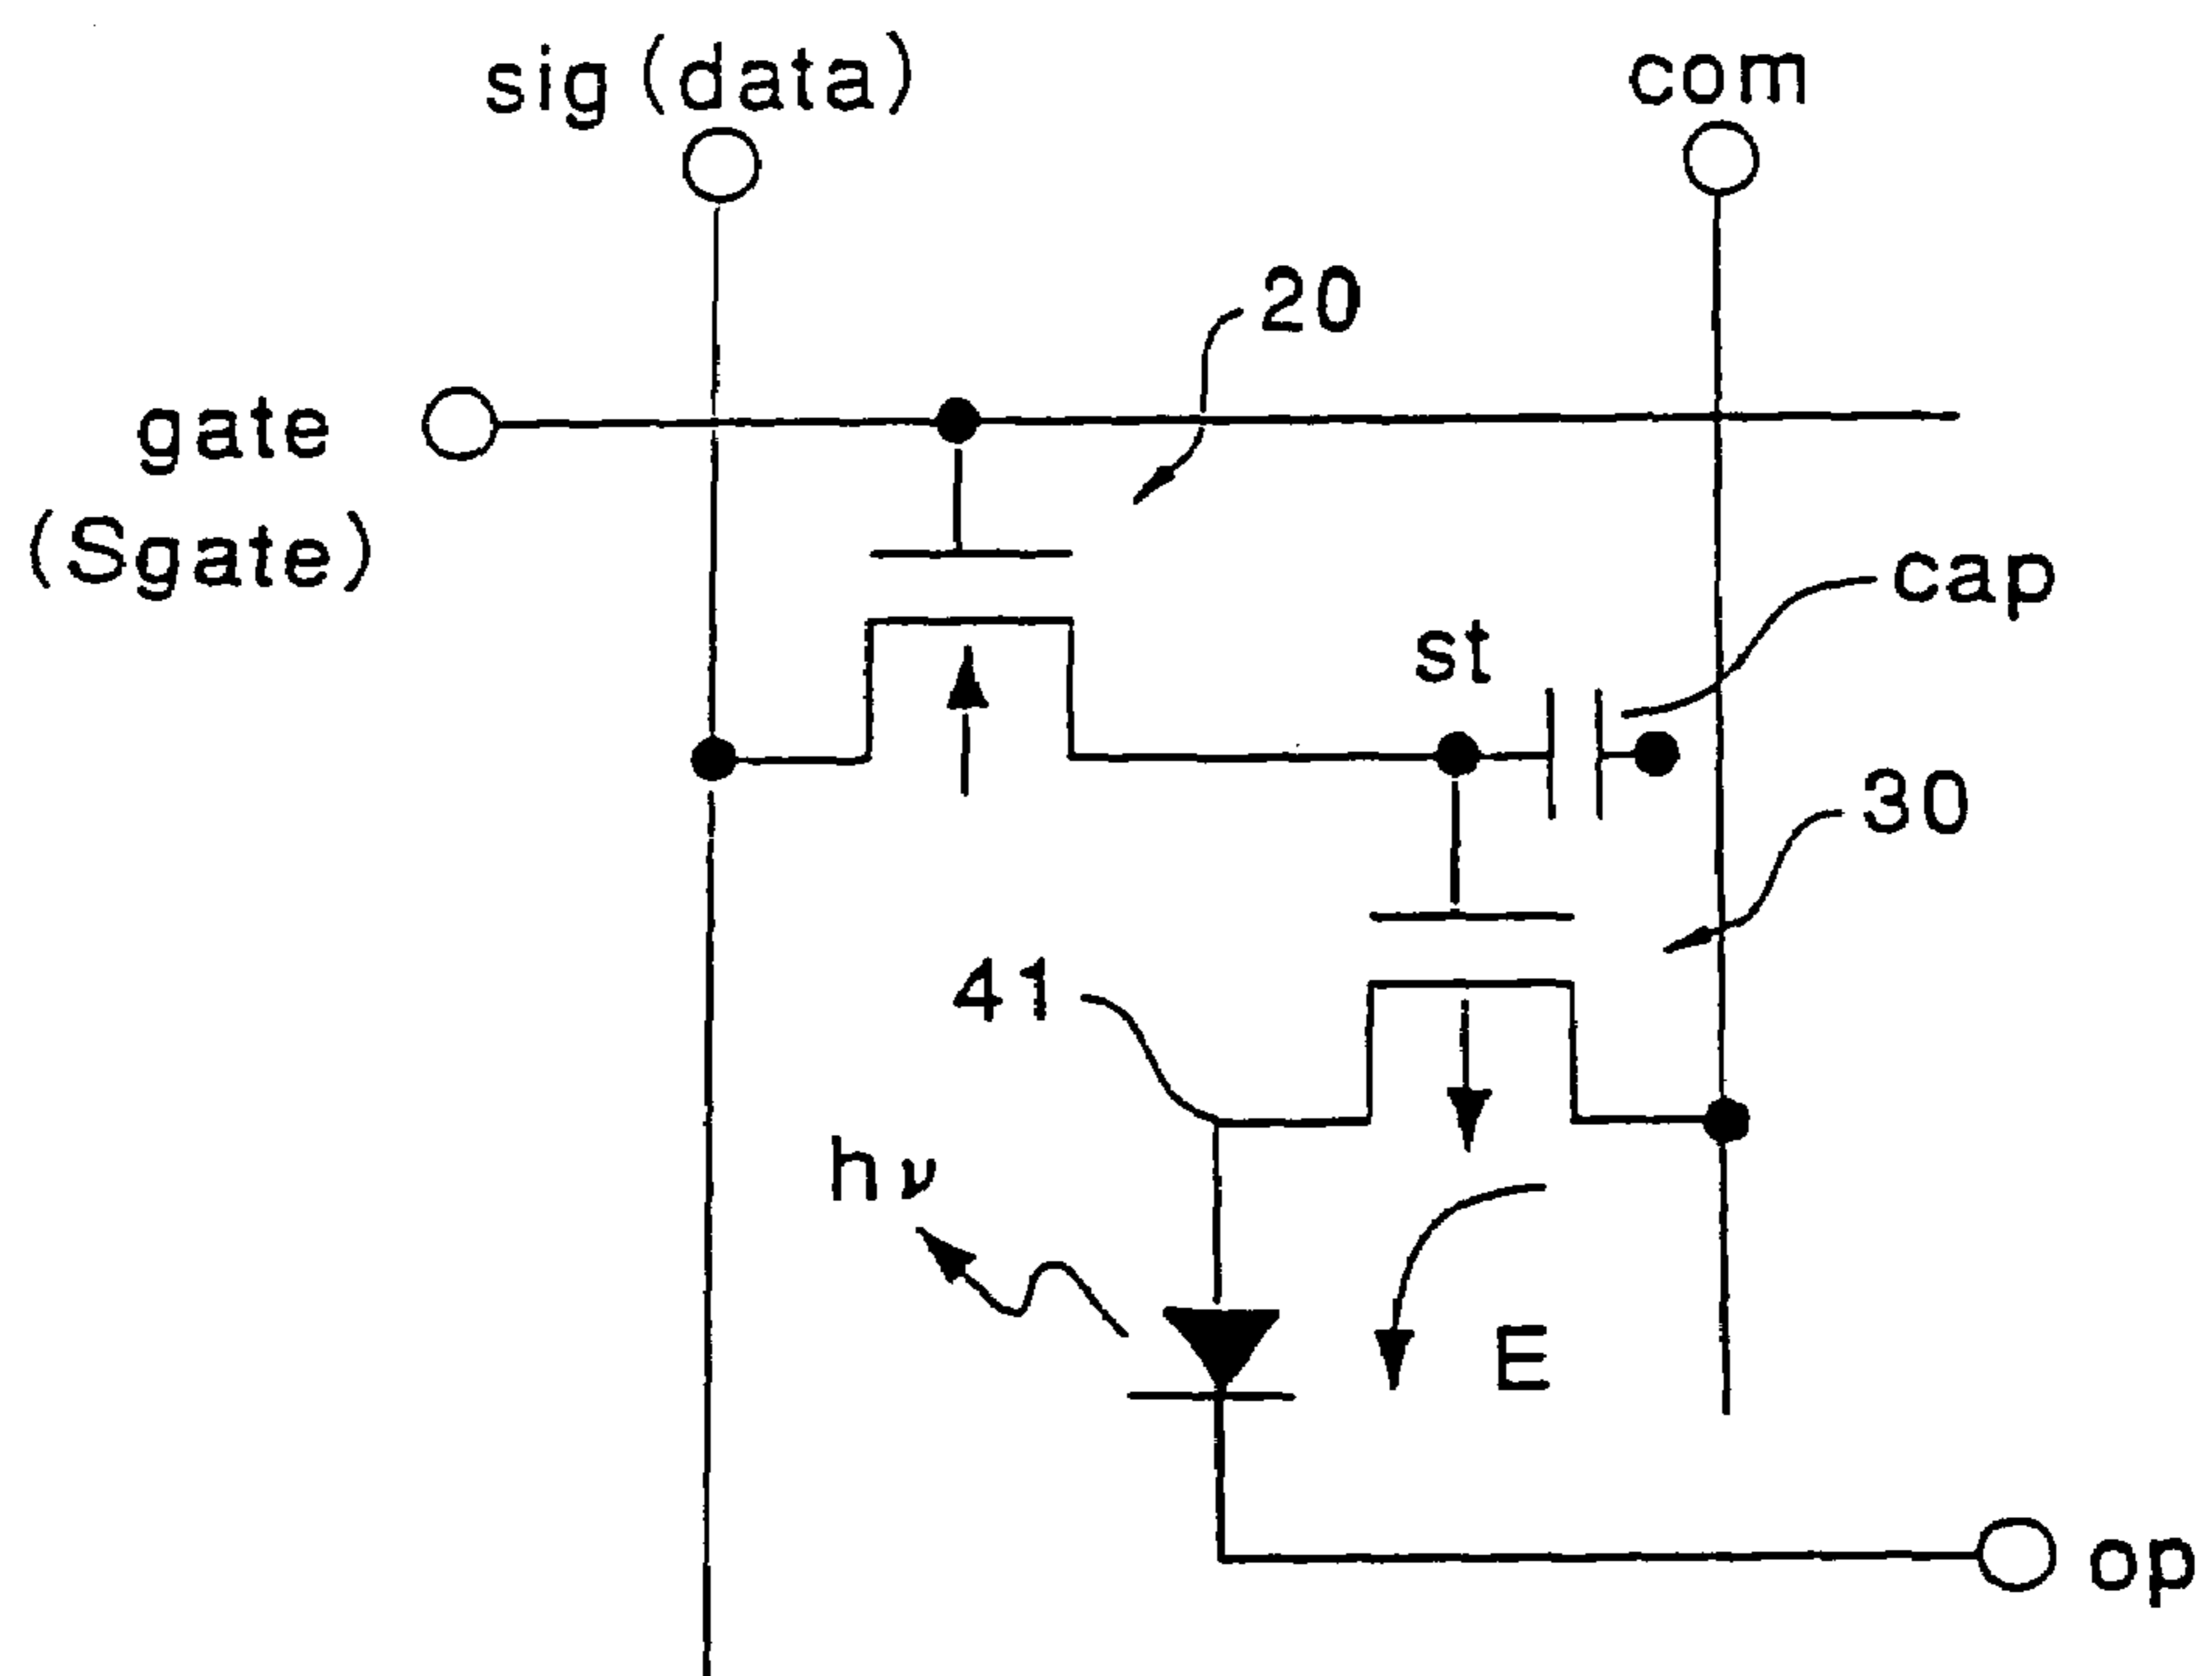 sig (data)
com
20
gate
(Sgate)
cap
st
30
41
hν
E
op